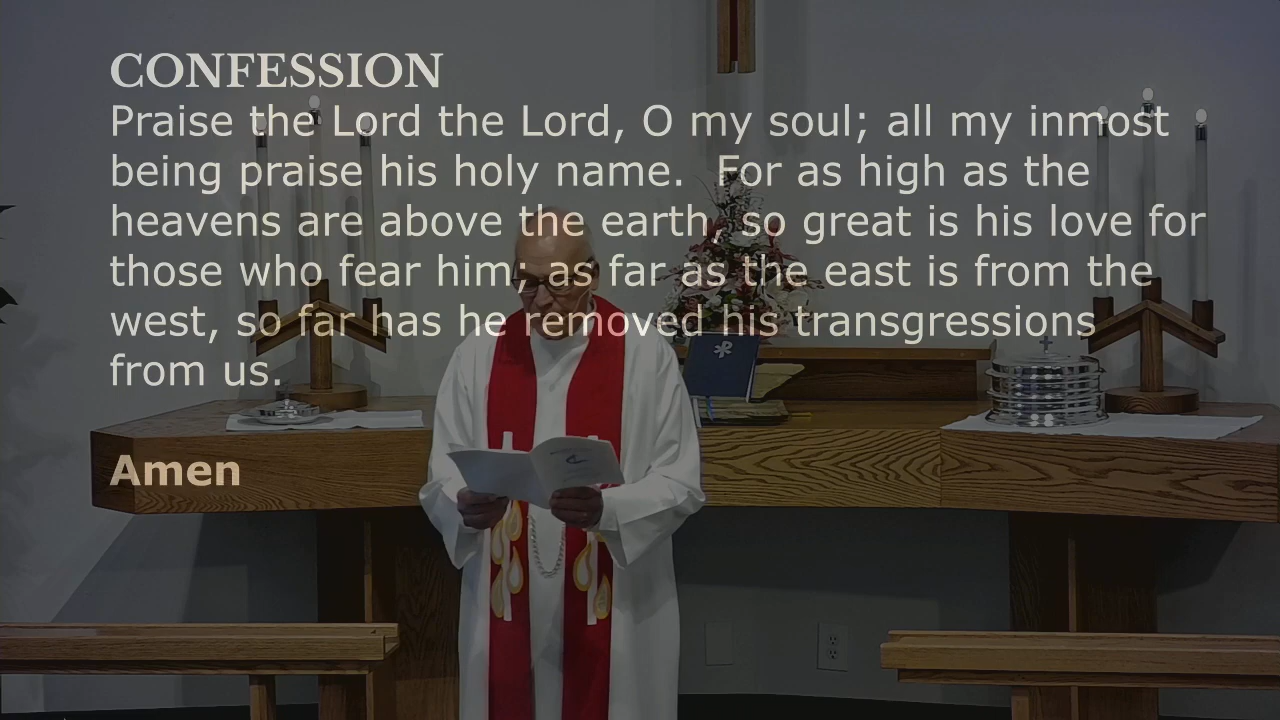 CONFESSION
Praise the Lord the Lord, O my soul; all my inmost
being praise his holy name.  For as high as the
heavens are above the earth, so great is his love for
those who fear him; as far as the east is from the
west, so far has he removed his transgressions
from us.
Amen